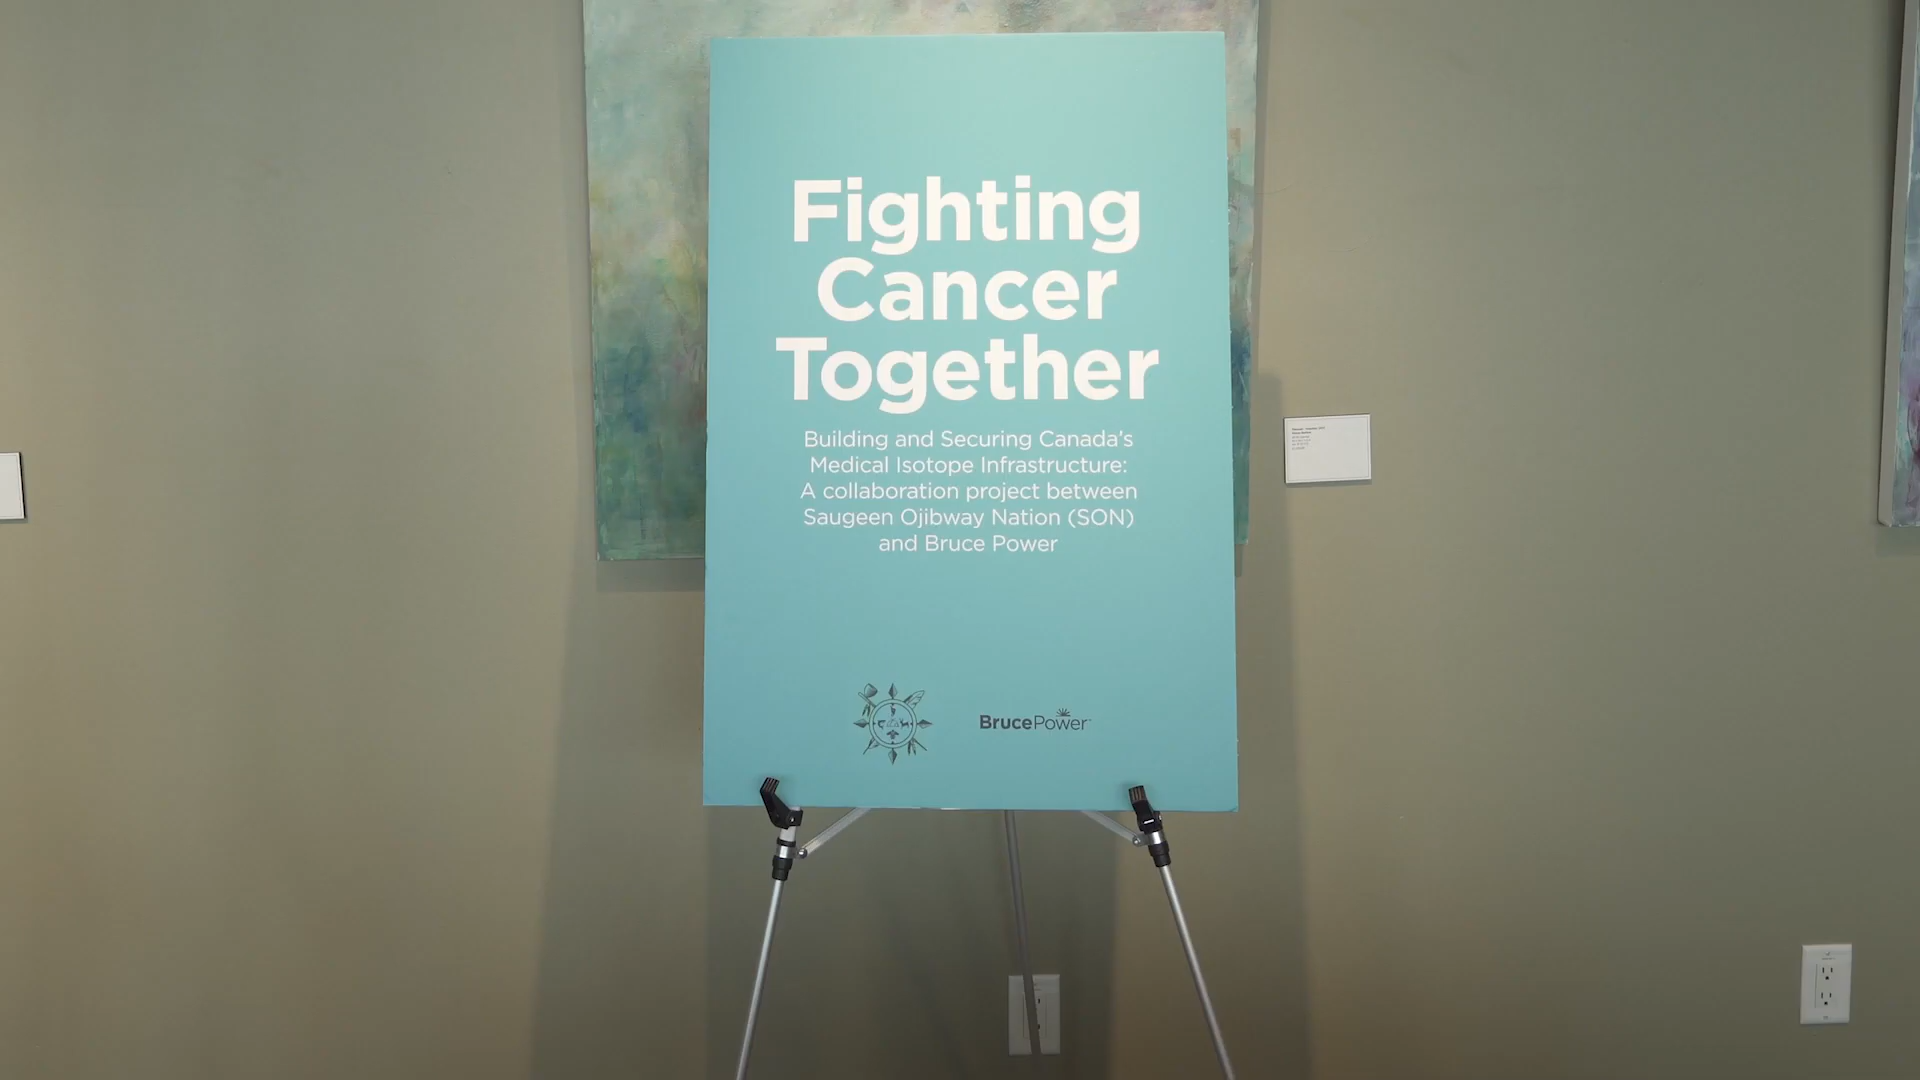 Fighting
Cancer
Together
Building and Securing Canada's
Medical Isotope Infrastructure:
A collaboration project between
Saugeen Ojibway Nation (SON)
and Bruce Power
BrucePower